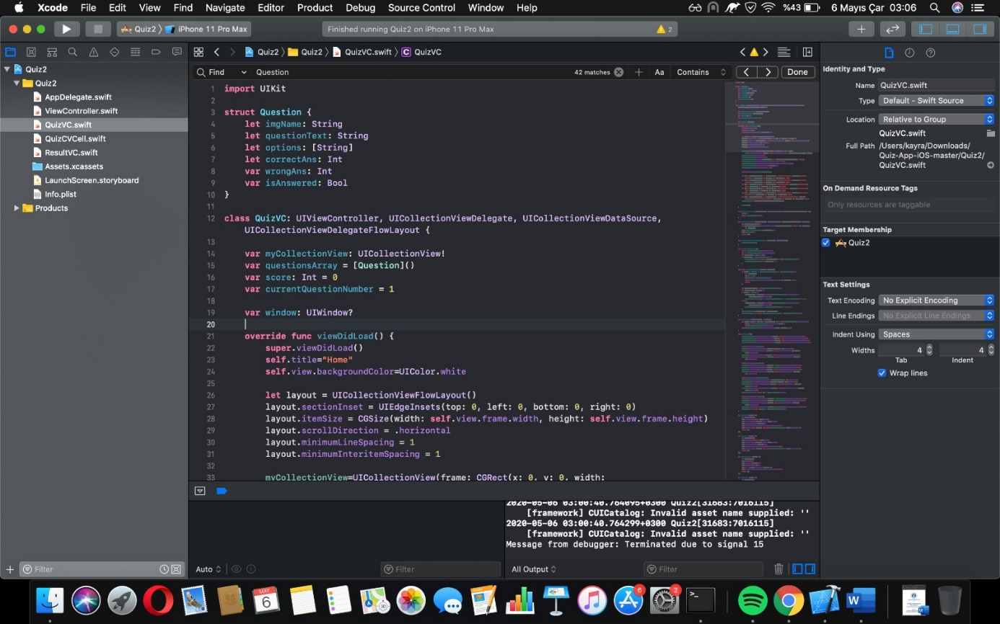 Xcode File Edit View Find Navigate Editor Product Debug Source Control Window Help %43 6 Mayıs Çar 03:06
Quiz2 iPhone 11 Pro Max
Finished running Quiz2 on iPhone 11 Pro Max
2
Quiz2
Quiz2
AppDelegate.swift
ViewController.swift
QuizVC.swift
QuizCVCell.swift
ResultVC.swift
Assets.xcassets
LaunchScreen.storyboard
Info.plist
Products
Filter
Quiz2 Quiz2 QuizVC.swift C QuizVC
Find Question 42 matches Aa Contains Done
1 import UIKit
2
3 struct Question {
4 let imgName: String
5 let questionText: String
6 let options: [String]
7 let correctAns: Int
8 var wrongAns: Int
9 var isAnswered: Bool
10 }
11
12 class QuizVC: UIViewController, UICollectionViewDelegate, UICollectionViewDataSource,
UICollectionViewDelegateFlowLayout {
13
14 var myCollectionView: UICollectionView!
15 var questionsArray = [Question]()
16 var score: Int = 0
17 var currentQuestionNumber = 1
18
19 var window: UIWindow?
20
21 override func viewDidLoad() {
22 super.viewDidLoad()
23 self.title="Home"
24 self.view.backgroundColor=UIColor.white
25
26 let layout = UICollectionViewFlowLayout()
27 layout.sectionInset = UIEdgeInsets(top: 0, left: 0, bottom: 0, right: 0)
28 layout.itemSize = CGSize(width: self.view.frame.width, height: self.view.frame.height)
29 layout.scrollDirection = .horizontal
30 layout.minimumLineSpacing = 1
31 layout.minimumInteritemSpacing = 1
32
33 myCollectionView=UICollectionView(frame: CGRect(x: 0, y: 0, width:
Auto Filter
2020-05-06 03:00:40.764095+0300 Quiz2[31683:7016115]
[framework] CUICatalog: Invalid asset name supplied: ''
2020-05-06 03:00:40.764299+0300 Quiz2[31683:7016115]
[framework] CUICatalog: Invalid asset name supplied: ''
Message from debugger: Terminated due to signal 15
All Output Filter
Identity and Type
Name QuizVC.swift
Type Default - Swift Source
Location Relative to Group
QuizVC.swift
Full Path /Users/kayra/Downloads/
Quiz-App-iOS-master/Quiz2/
QuizVC.swift
On Demand Resource Tags
Only resources are taggable
Target Membership
Quiz2
Text Settings
Text Encoding No Explicit Encoding
Line Endings No Explicit Line Endings
Indent Using Spaces
Widths 4 4
Tab Indent
Wrap lines
MAY
6
6
2
>_
W